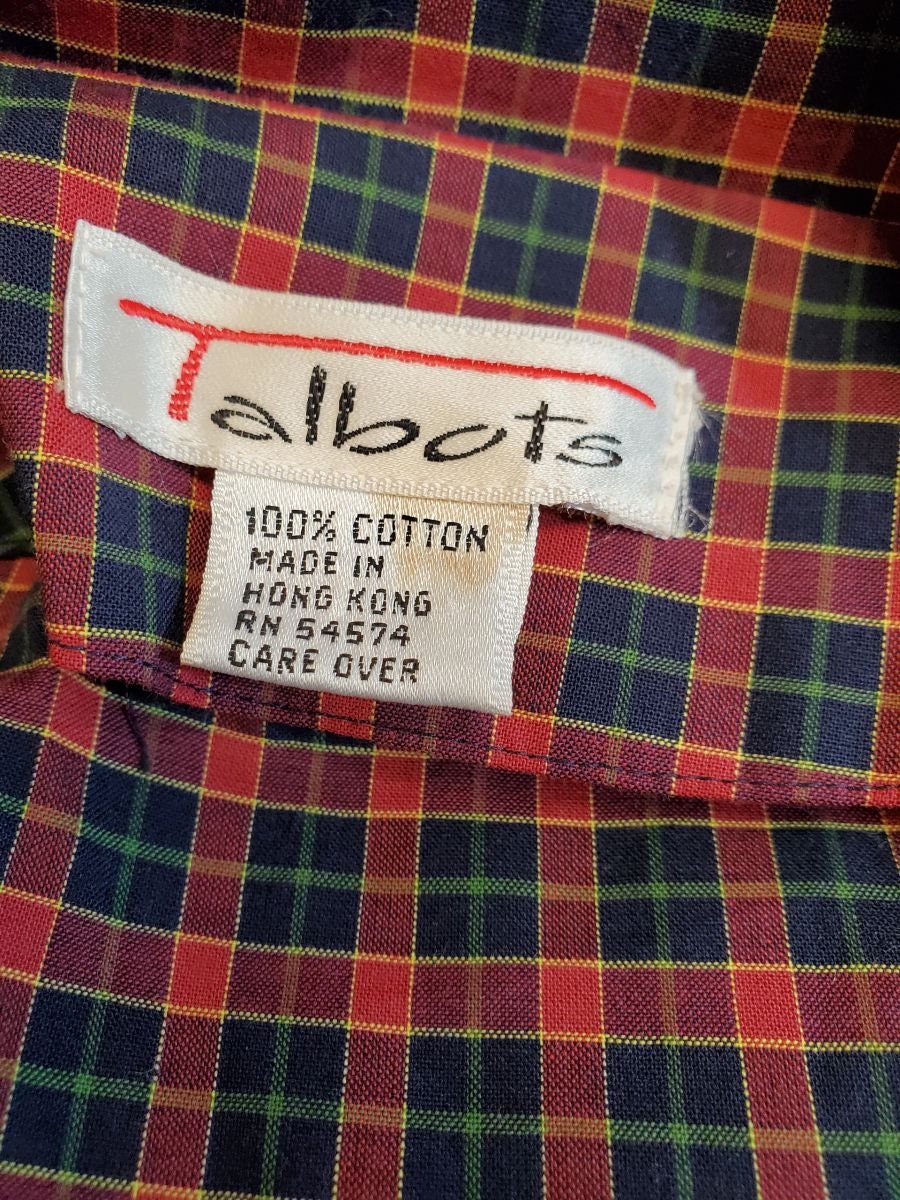 Talbots
100% COTTON
MADE IN
HONG KONG
RN 54574
CARE OVER